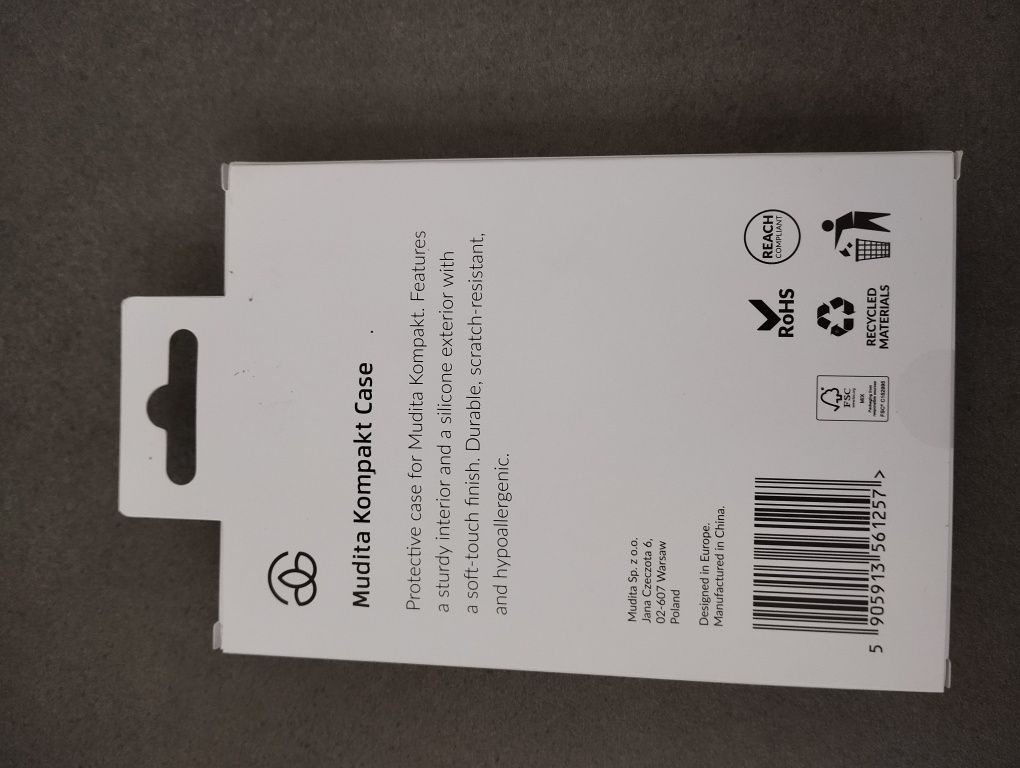 Mudita Kompakt Case
Protective case for Mudita Kompakt. Features
a sturdy interior and a silicone exterior with
a soft-touch finish. Durable, scratch-resistant,
and hypoallergenic.
Mudita Sp. z o.o.
Jana Czeczota 6,
02-607 Warsaw
Poland
Designed in Europe.
Manufactured in China.
REACH
COMPLIANT
RoHS
RECYCLED
MATERIALS
FSC
MIX
5 905913 561257 >